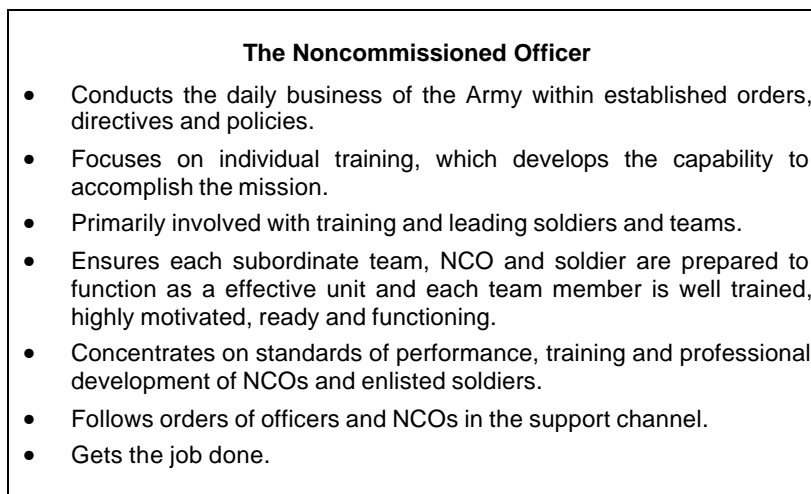 The Noncommissioned Officer
• Conducts the daily business of the Army within established orders,
directives and policies.
• Focuses on individual training, which develops the capability to
accomplish the mission.
• Primarily involved with training and leading soldiers and teams.
• Ensures each subordinate team, NCO and soldier are prepared to
function as a effective unit and each team member is well trained,
highly motivated, ready and functioning.
• Concentrates on standards of performance, training and professional
development of NCOs and enlisted soldiers.
• Follows orders of officers and NCOs in the support channel.
• Gets the job done.